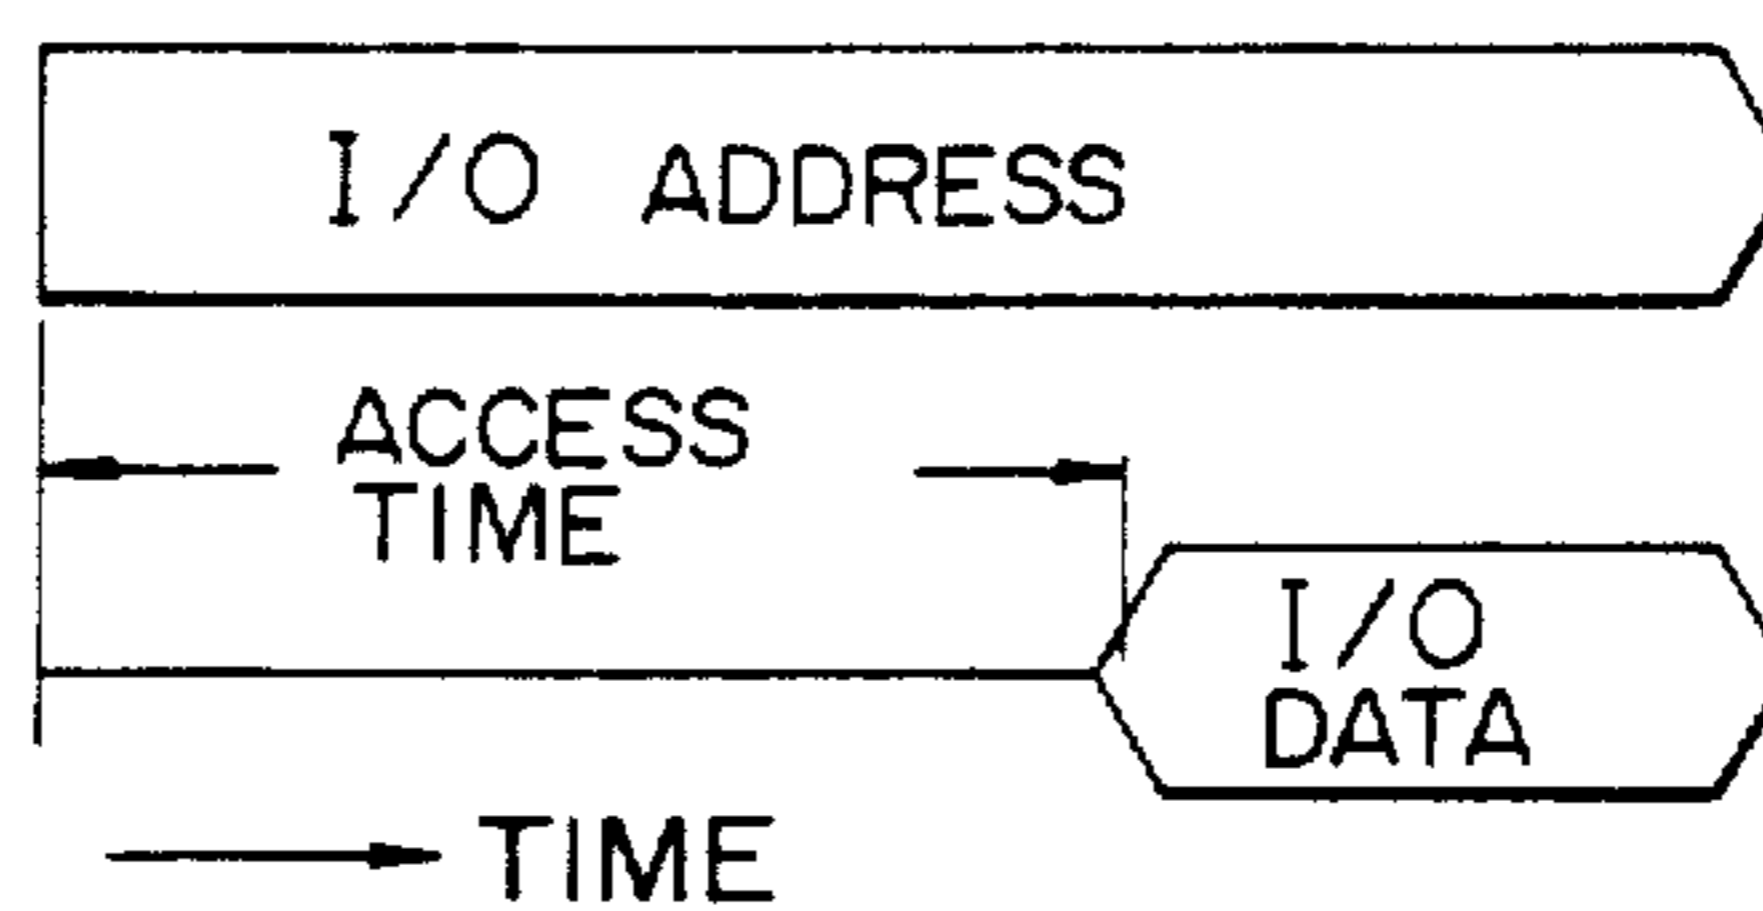 I/O ADDRESS
ACCESS
TIME
I/O
DATA
TIME